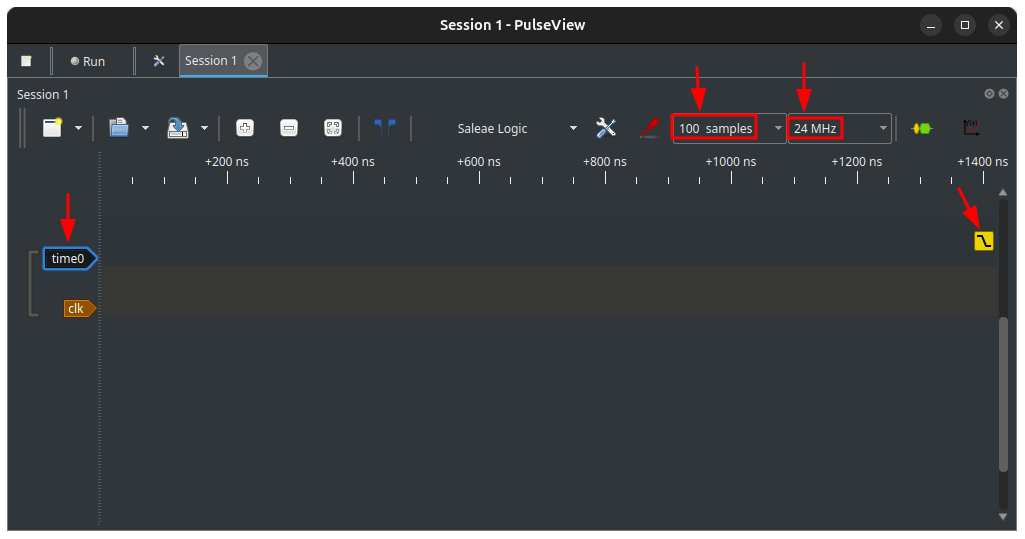 Session 1 - PulseView
Run
Session 1
Session 1
Saleae Logic
100 samples
24 MHz
+200 ns +400 ns +600 ns +800 ns +1000 ns +1200 ns +1400 ns
time0
clk